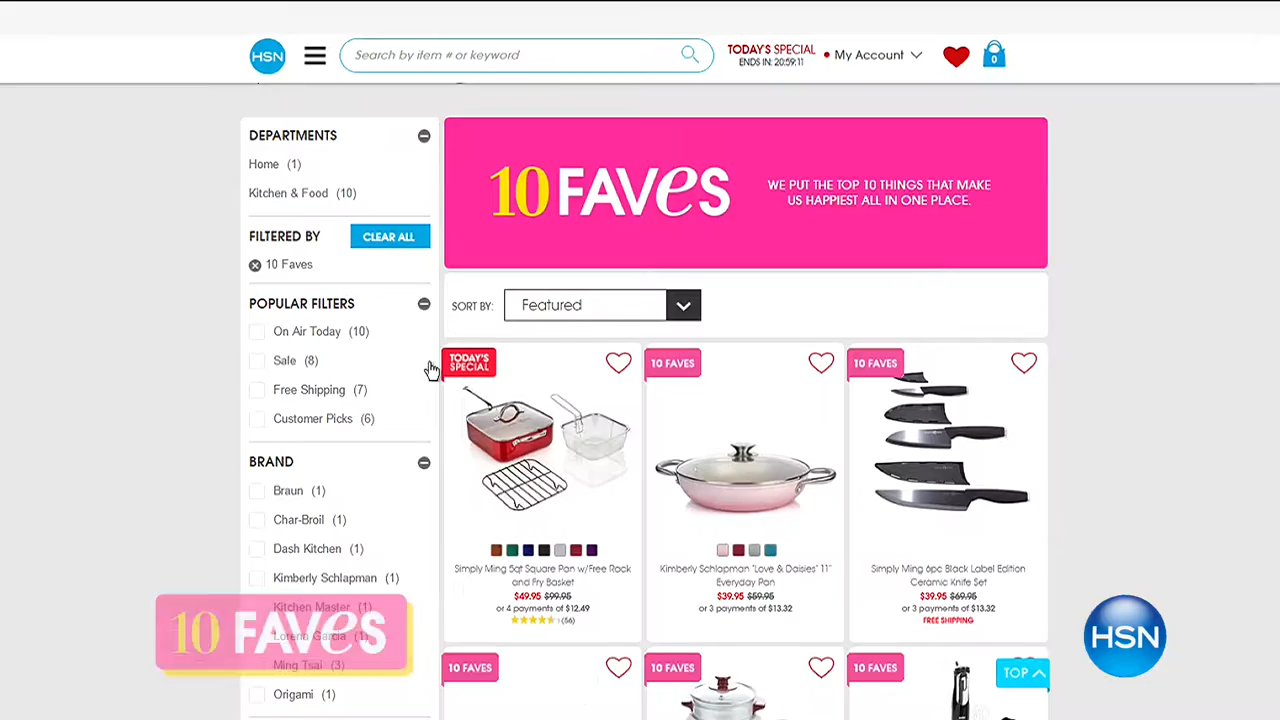 HSN
Search by item # or keyword
TODAY'S SPECIAL
ENDS IN: 20:59:11
My Account
0
DEPARTMENTS
Home (1)
Kitchen & Food (10)
FILTERED BY
CLEAR ALL
10 Faves
POPULAR FILTERS
On Air Today (10)
Sale (8)
Free Shipping (7)
Customer Picks (6)
BRAND
Braun (1)
Char-Broil (1)
Dash Kitchen (1)
Kimberly Schlapman (1)
Kitchen Master (1)
Lorena Garcia (1)
Ming Tsai (3)
Origami (1)
10 FAVeS
WE PUT THE TOP 10 THINGS THAT MAKE
US HAPPIEST ALL IN ONE PLACE.
SORT BY:
Featured
TODAY'S
SPECIAL
Simply Ming 5qt Square Pan w/Free Rack
and Fry Basket
$49.95 $99.95
or 4 payments of $12.49
(56)
10 FAVES
Kimberly Schlapman "Love & Daisies" 11"
Everyday Pan
$39.95 $59.95
or 3 payments of $13.32
10 FAVES
Simply Ming 6pc Black Label Edition
Ceramic Knife Set
$39.95 $69.95
or 3 payments of $13.32
FREE SHIPPING
10 FAVES
10 FAVES
10 FAVES
TOP
10 FAVeS
HSN